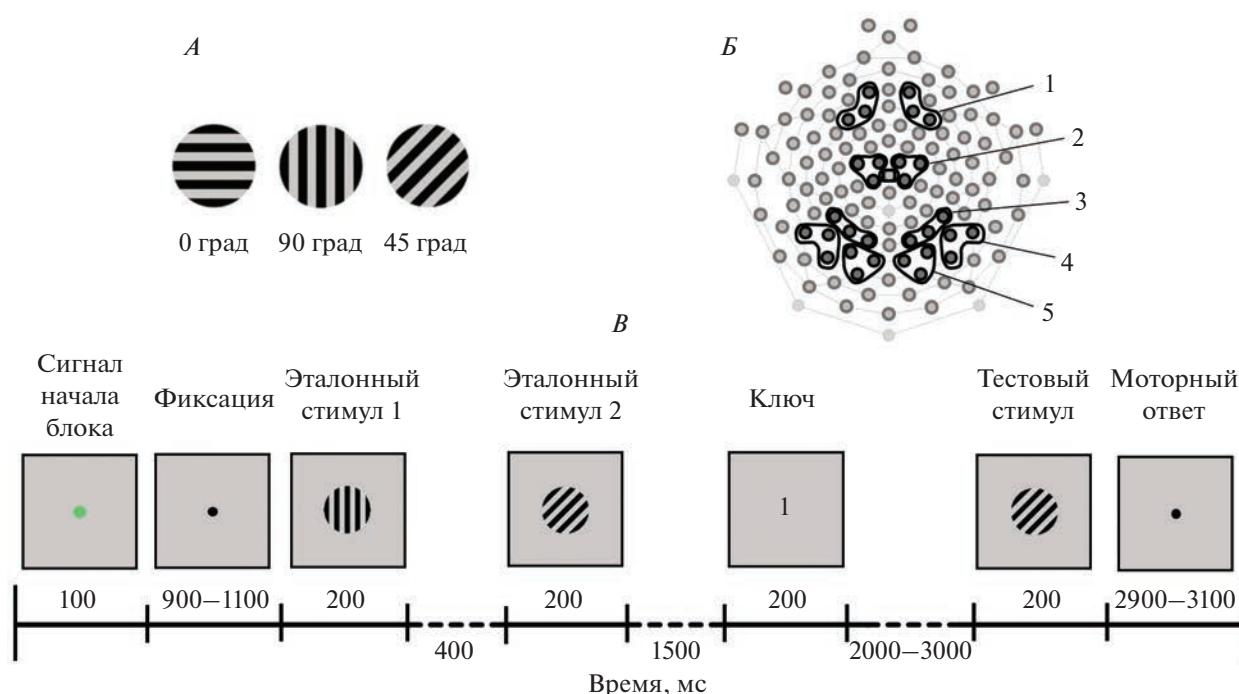 А
0 град
90 град
45 град
Б
1
2
3
4
5
В
Сигнал
начала
блока
Фиксация
Эталонный
стимул 1
Эталонный
стимул 2
Ключ
Тестовый
стимул
Моторный
ответ
1
100
900–1100
200
400
200
1500
200
2000–3000
200
2900–3100
Время, мс